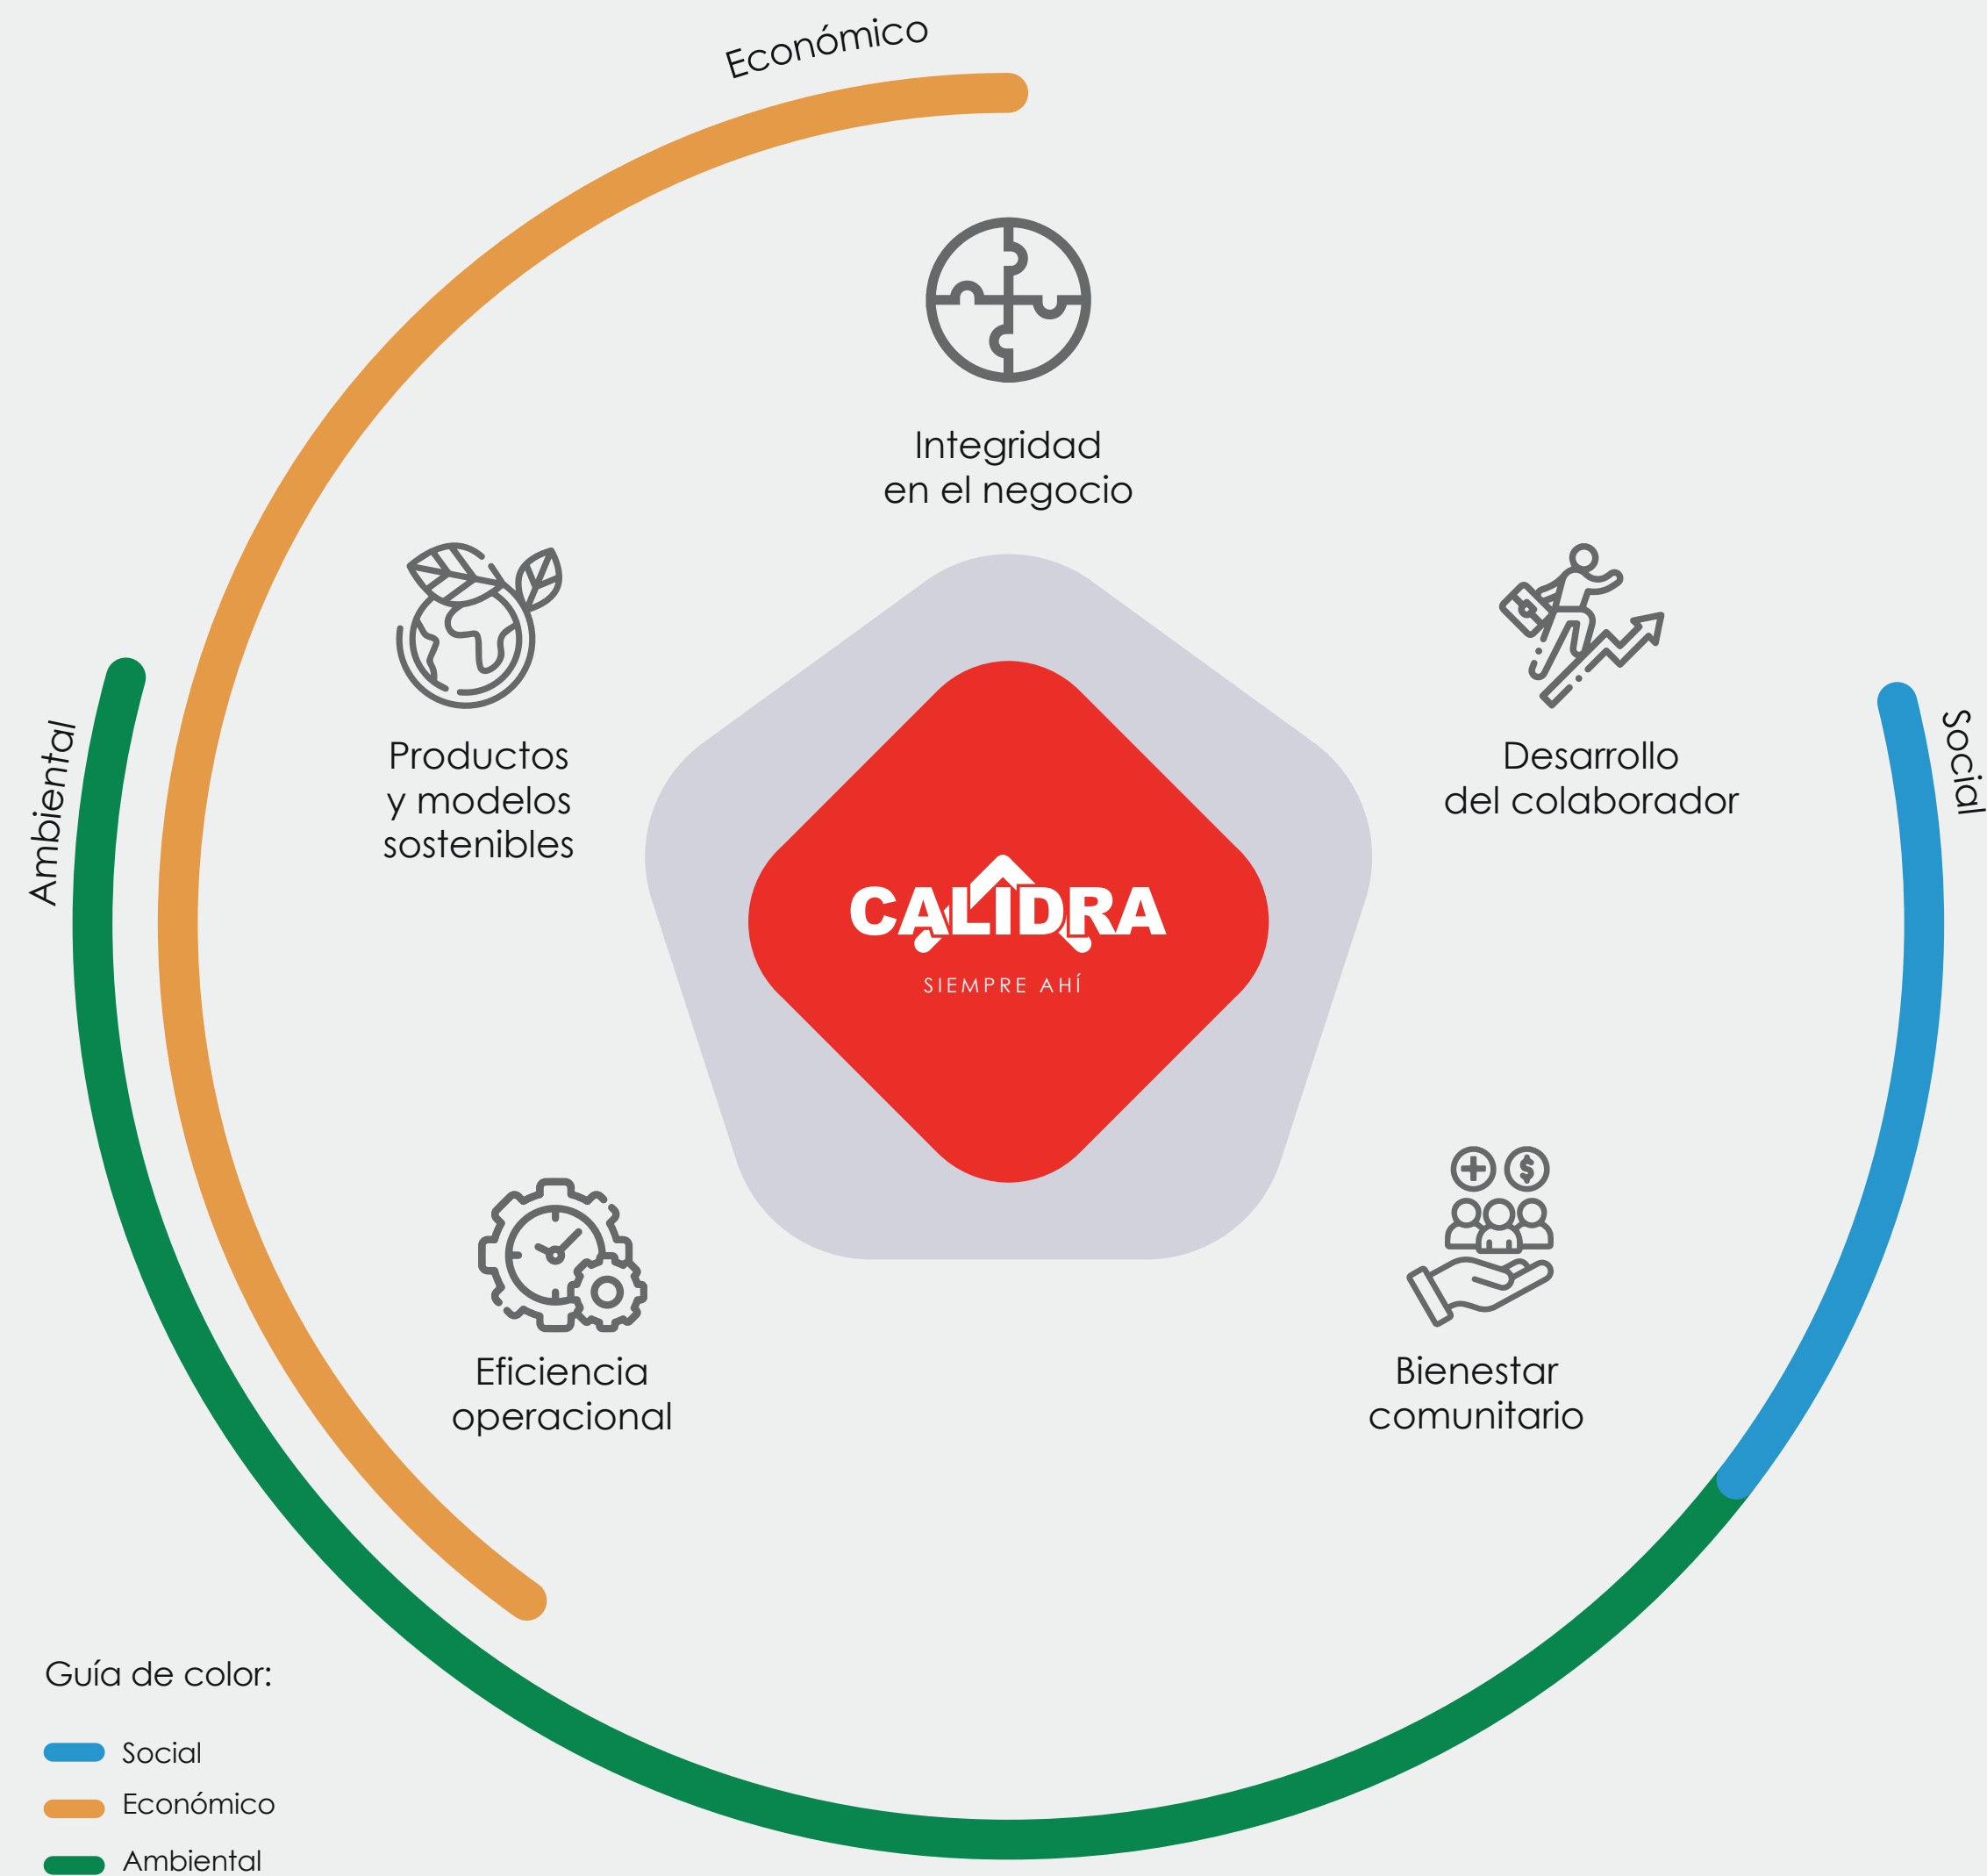 Económico
Integridad
en el negocio
Productos
y modelos
sostenibles
Desarrollo
del colaborador
Ambiental
Social
CALIDRA
SIEMPRE AHÍ
Eficiencia
operacional
Bienestar
comunitario
Guía de color:
Social
Económico
Ambiental